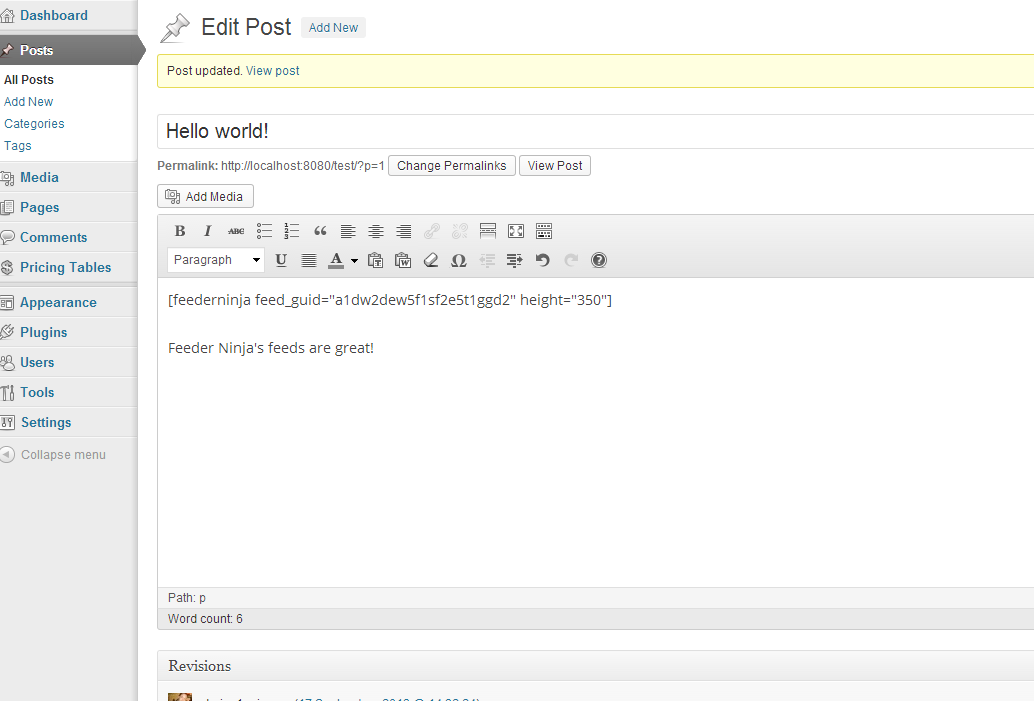 Dashboard
Posts
All Posts
Add New
Categories
Tags
Media
Pages
Comments
Pricing Tables
Appearance
Plugins
Users
Tools
Settings
Collapse menu
Edit Post Add New
Post updated. View post
Hello world!
Permalink: http://localhost:8080/test/?p=1 Change Permalinks View Post
Add Media
B I ABC
Paragraph U A T W Ω ?
[feederninja feed_guid="a1dw2dew5f1sf2e5t1ggd2" height="350"]
Feeder Ninja's feeds are great!
Path: p
Word count: 6
Revisions